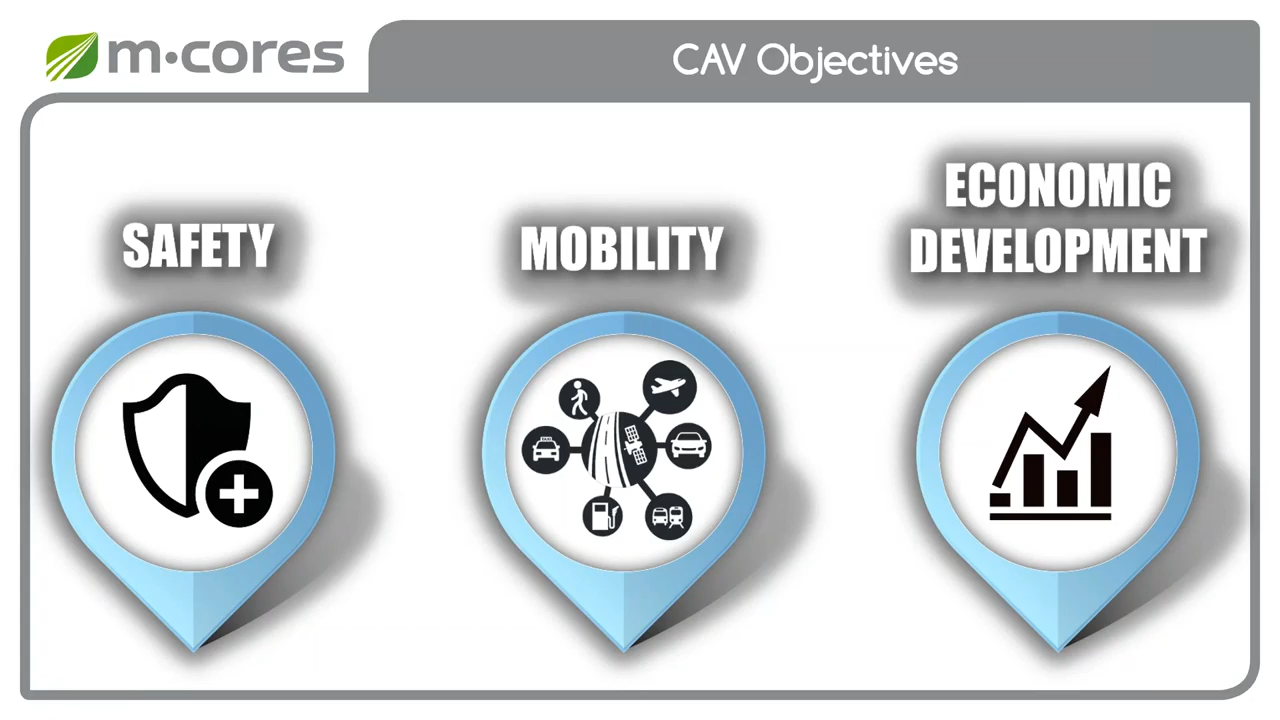 m·cores
CAV Objectives
SAFETY
MOBILITY
ECONOMIC
DEVELOPMENT